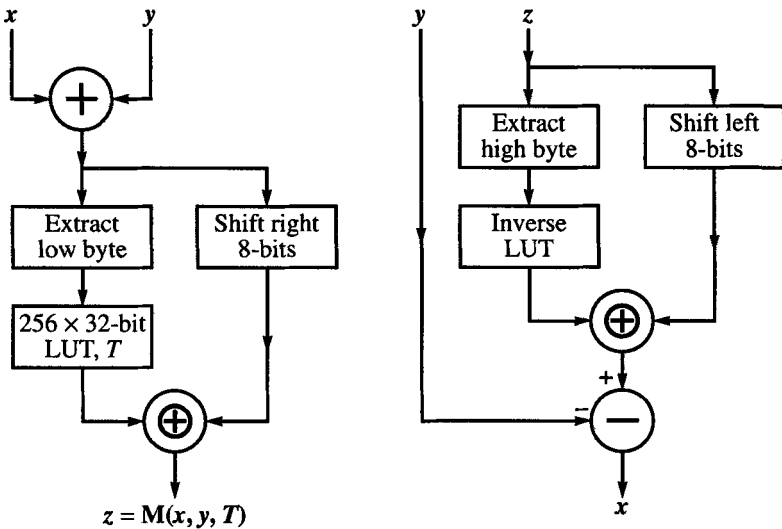 x
y
+
Extract
low byte
Shift right
8-bits
256 × 32-bit
LUT, T
+
z = M(x, y, T)
y
z
Extract
high byte
Shift left
8-bits
Inverse
LUT
+
+
–
–
x